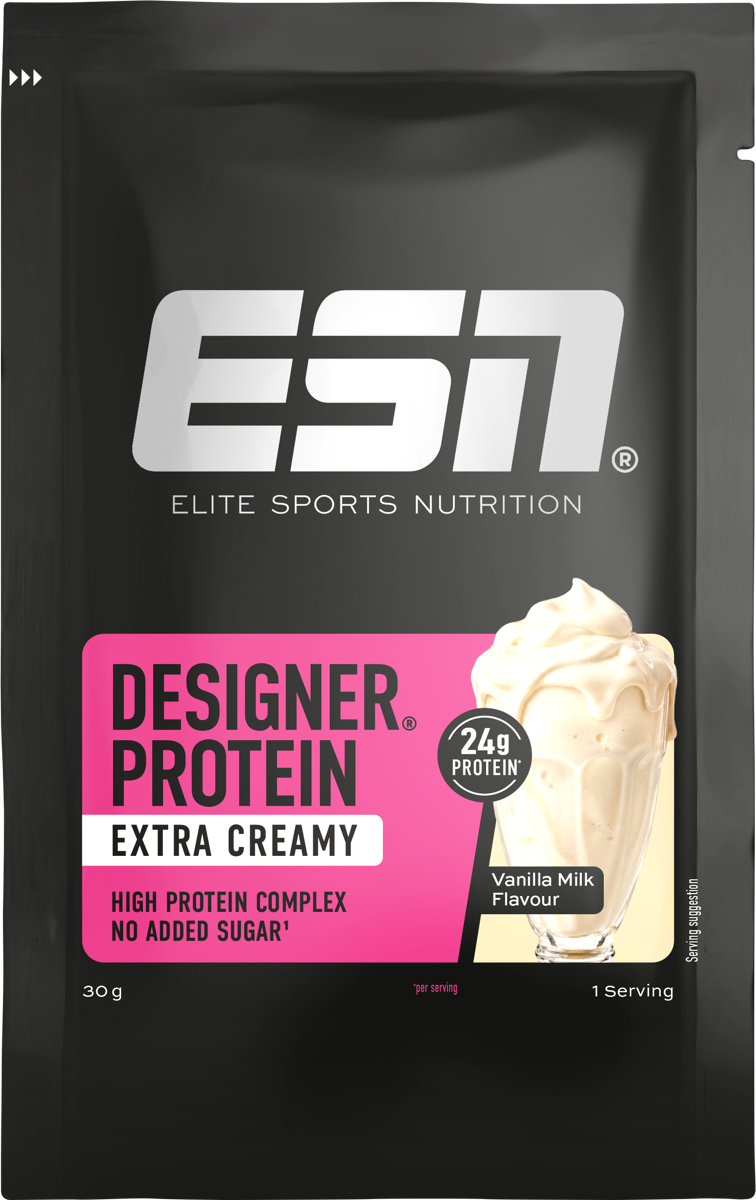 ESN®
ELITE SPORTS NUTRITION
DESIGNER®
PROTEIN
EXTRA CREAMY
HIGH PROTEIN COMPLEX
NO ADDED SUGAR¹
24g
PROTEIN*
Vanilla Milk
Flavour
Serving suggestion
30 g
*per serving
1 Serving